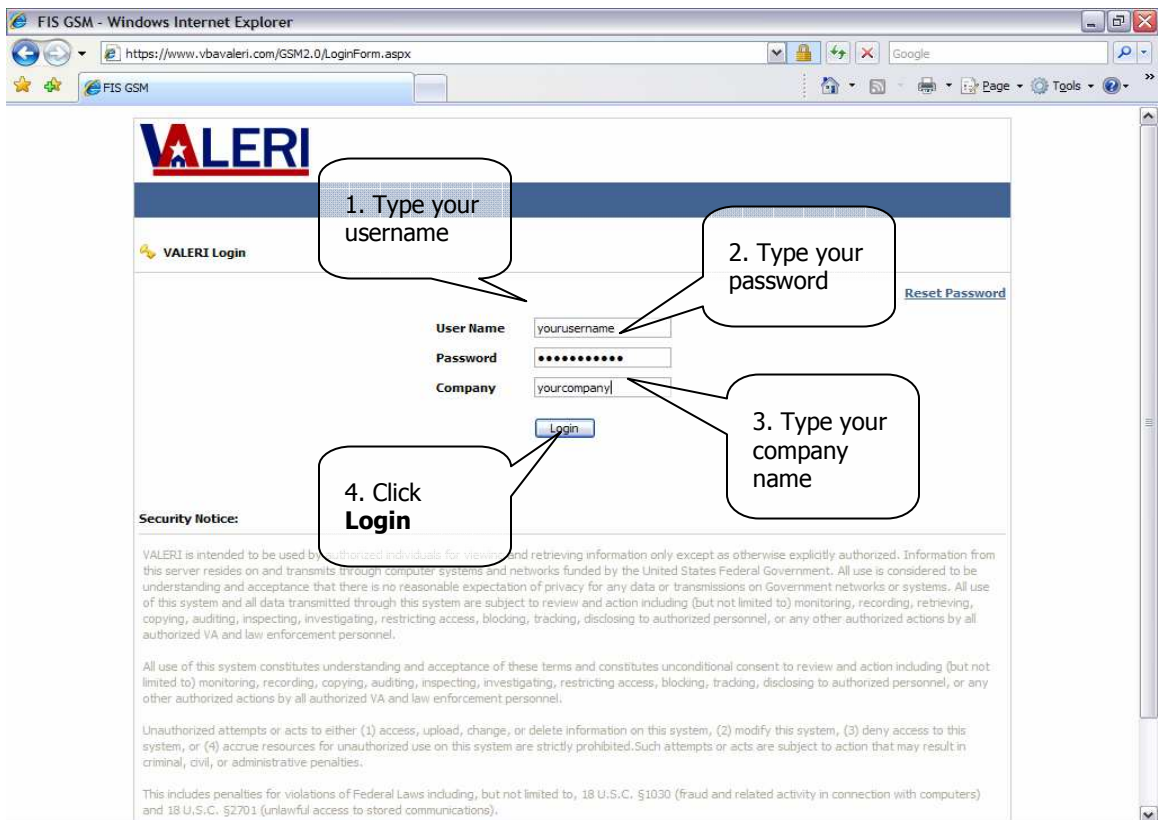 FIS GSM - Windows Internet Explorer
https://www.vbavaleri.com/GSM2.0/LoginForm.aspx
Google
FIS GSM
Page
Tools
VALERI
1. Type your
username
VALERI Login
2. Type your
password
Reset Password
User Name yourusername
Password •••••••••••
Company yourcompany
Login
3. Type your
company
name
4. Click
Login
Security Notice:
VALERI is intended to be used by authorized individuals for viewing and retrieving information only except as otherwise explicitly authorized. Information from
this server resides on and transmits through computer systems and networks funded by the United States Federal Government. All use is considered to be
understanding and acceptance that there is no reasonable expectation of privacy for any data or transmissions on Government networks or systems. All use
of this system and all data transmitted through this system are subject to review and action including (but not limited to) monitoring, recording, retrieving,
copying, auditing, inspecting, investigating, restricting access, blocking, tracking, disclosing to authorized personnel, or any other authorized actions by all
authorized VA and law enforcement personnel.
All use of this system constitutes understanding and acceptance of these terms and constitutes unconditional consent to review and action including (but not
limited to) monitoring, recording, copying, auditing, inspecting, investigating, restricting access, blocking, tracking, disclosing to authorized personnel, or any
other authorized actions by all authorized VA and law enforcement personnel.
Unauthorized attempts or acts to either (1) access, upload, change, or delete information on this system, (2) modify this system, (3) deny access to this
system, or (4) accrue resources for unauthorized use on this system are strictly prohibited.Such attempts or acts are subject to action that may result in
criminal, civil, or administrative penalties.
This includes penalties for violations of Federal Laws including, but not limited to, 18 U.S.C. §1030 (fraud and related activity in connection with computers)
and 18 U.S.C. §2701 (unlawful access to stored communications).